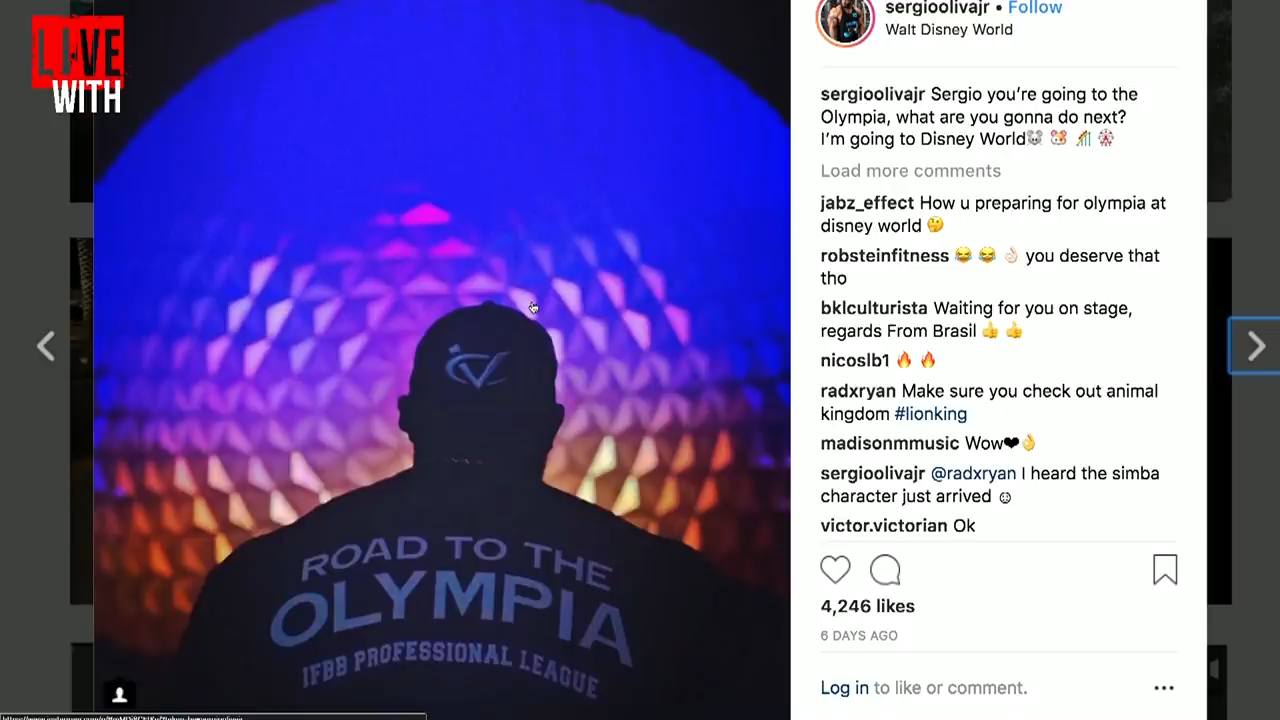 LIVE
WITH
ROAD TO THE
OLYMPIA
IFBB PROFESSIONAL LEAGUE
sergioolivajr • Follow
Walt Disney World
sergioolivajr Sergio you're going to the
Olympia, what are you gonna do next?
I'm going to Disney World🐭 🐹 🎢 🎡
Load more comments
jabz_effect How u preparing for olympia at
disney world 🤔
robsteinfitness 😂 😂 👌🏻 you deserve that
tho
bklculturista Waiting for you on stage,
regards From Brasil 👍 👍
nicoslb1 🔥 🔥
radxryan Make sure you check out animal
kingdom #lionking
madisonmmusic Wow❤👌
sergioolivajr @radxryan I heard the simba
character just arrived ☺
victor.victorian Ok
4,246 likes
6 DAYS AGO
Log in to like or comment.